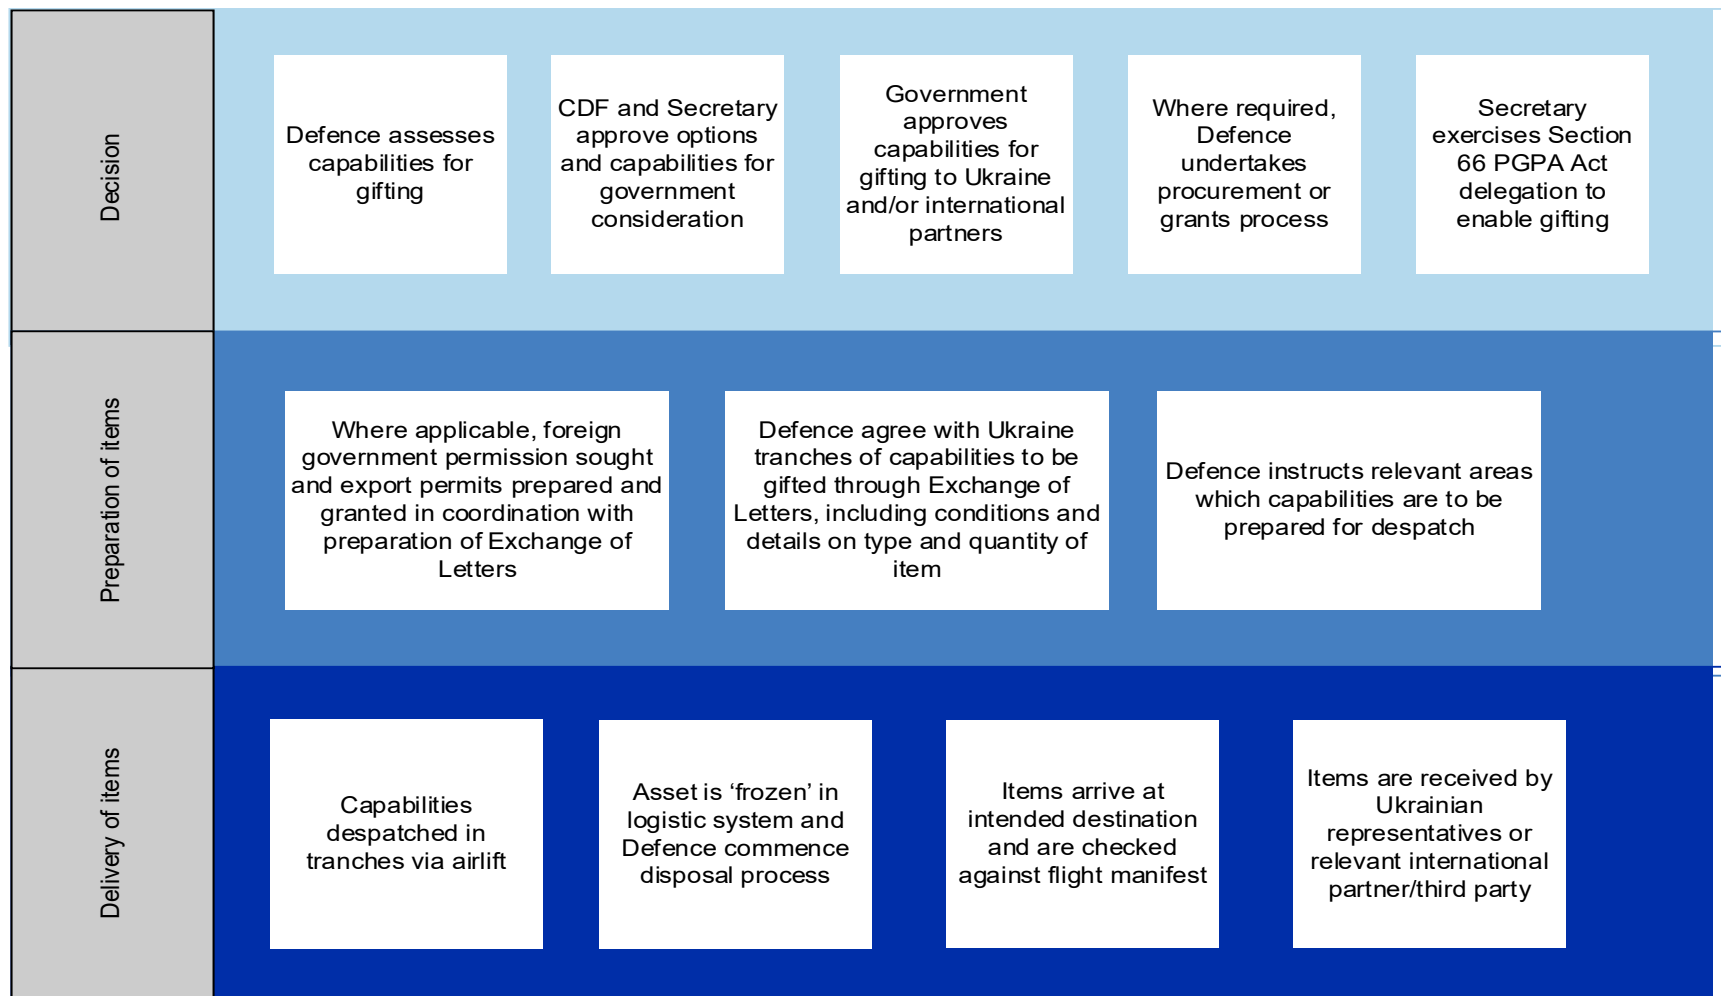 Decision
Defence assesses
capabilities for
gifting
CDF and Secretary
approve options
and capabilities for
government
consideration
Government
approves
capabilities for
gifting to Ukraine
and/or international
partners
Where required,
Defence
undertakes
procurement or
grants process
Secretary
exercises Section
66 PGPA Act
delegation to
enable gifting
Preparation of items
Where applicable, foreign
government permission sought
and export permits prepared and
granted in coordination with
preparation of Exchange of
Letters
Defence agree with Ukraine
tranches of capabilities to be
gifted through Exchange of
Letters, including conditions and
details on type and quantity of
item
Defence instructs relevant areas
which capabilities are to be
prepared for despatch
Delivery of items
Capabilities
despatched in
tranches via airlift
Asset is ‘frozen’ in
logistic system and
Defence commence
disposal process
Items arrive at
intended destination
and are checked
against flight manifest
Items are received by
Ukrainian
representatives or
relevant international
partner/third party